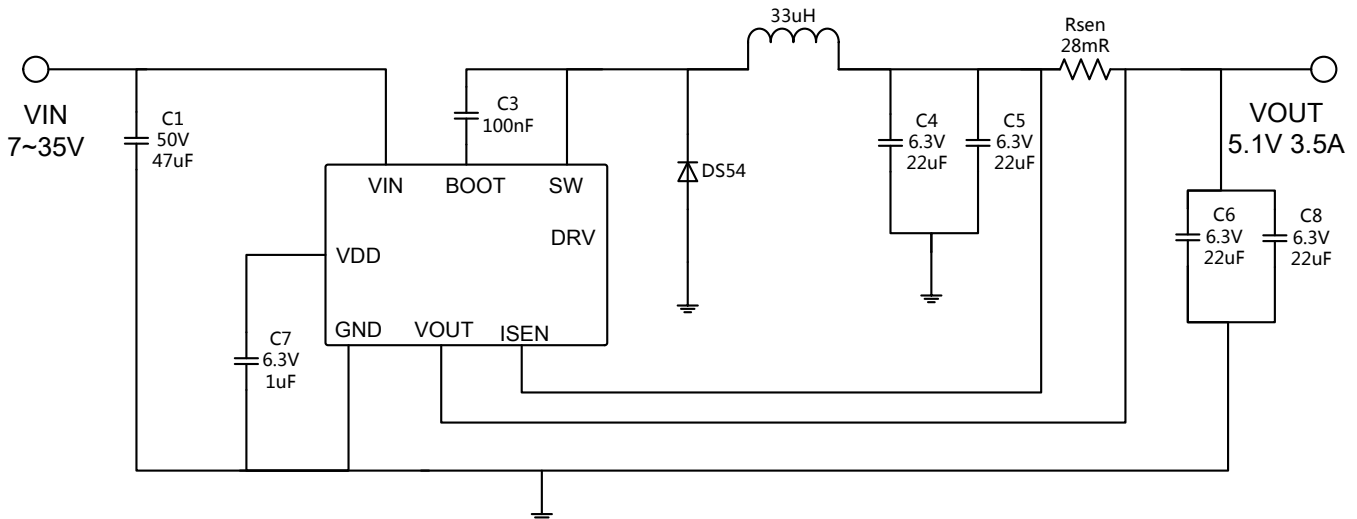 33uH
Rsen
28mR
VIN
7~35V
C1
50V
47uF
C3
100nF
DS54
C4
6.3V
22uF
C5
6.3V
22uF
VOUT
5.1V 3.5A
C6
6.3V
22uF
C8
6.3V
22uF
VIN
BOOT
SW
DRV
VDD
GND
VOUT
ISEN
C7
6.3V
1uF